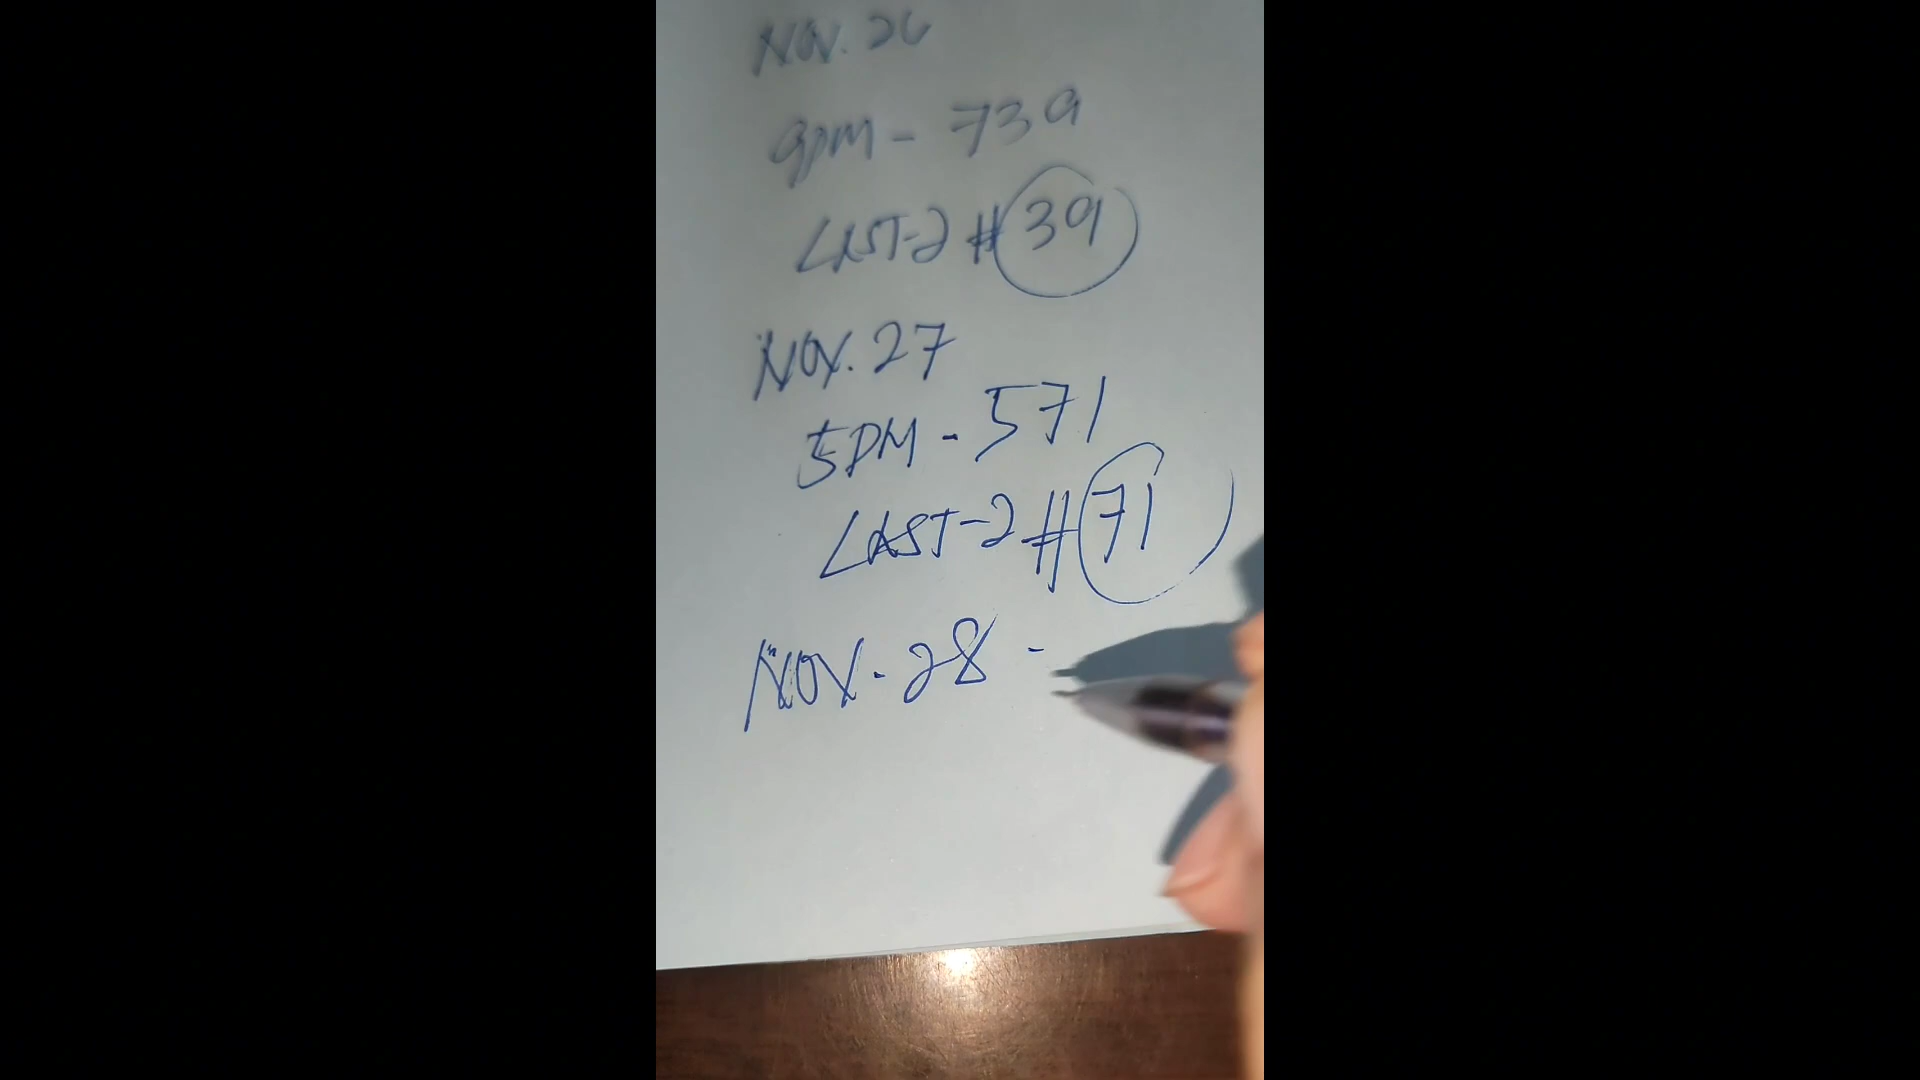 NOV. 26
9PM - 739
LAST-2 # 39
NOV. 27
5PM - 571
LAST-2 # 71
NOV. 28 -